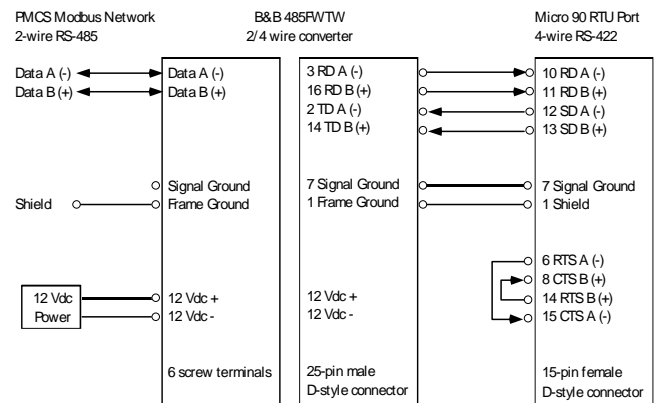 PMCS Modbus Network
2-wire RS-485
B&B 485FWTW
2/4 wire converter
Micro 90 RTU Port
4-wire RS-422
Data A (-)
Data B (+)
Data A (-)
Data B (+)
3 RD A (-)
16 RD B (+)
2 TD A (-)
14 TD B (+)
10 RD A (-)
11 RD B (+)
12 SD A (-)
13 SD B (+)
Shield
Signal Ground
Frame Ground
7 Signal Ground
1 Frame Ground
7 Signal Ground
1 Shield
6 RTS A (-)
8 CTS B (+)
14 RTS B (+)
15 CTS A (-)
12 Vdc
Power
12 Vdc +
12 Vdc -
12 Vdc +
12 Vdc -
6 screw terminals
25-pin male
D-style connector
15-pin female
D-style connector